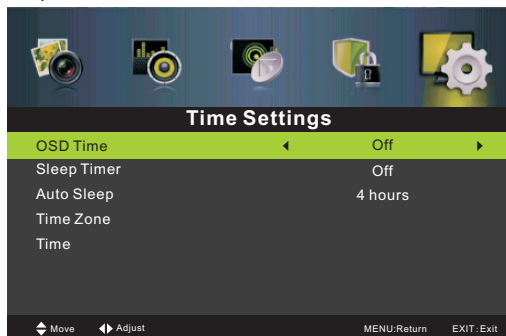 Time Settings
OSD Time Off
Sleep Timer Off
Auto Sleep 4 hours
Time Zone
Time
Move Adjust MENU:Return EXIT:Exit